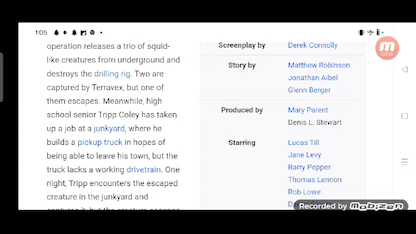 1:05
operation releases a trio of squid-
like creatures from underground and
destroys the drilling rig. Two are
captured by Terravex, but one of
them escapes. Meanwhile, high
school senior Tripp Coley has taken
up a job at a junkyard, where he
builds a pickup truck in hopes of
being able to leave his town, but the
truck lacks a working drivetrain. One
night, Tripp encounters the escaped
creature in the junkyard and
Screenplay by Derek Connolly
Story by Matthew Robinson
Jonathan Aibel
Glenn Berger
Produced by Mary Parent
Denis L. Stewart
Starring Lucas Till
Jane Levy
Barry Pepper
Thomas Lennon
Rob Lowe
Recorded by Mobizen